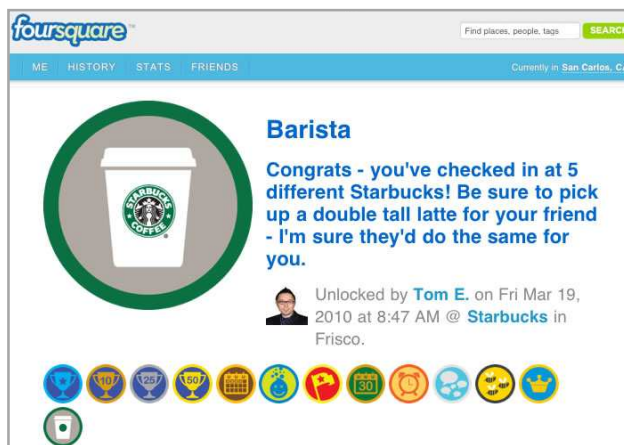 foursquare™
Find places, people, tags
SEARCH
ME HISTORY STATS FRIENDS
Currently in San Carlos, CA
Barista
Congrats - you've checked in at 5
different Starbucks! Be sure to pick
up a double tall latte for your friend
- I'm sure they'd do the same for
you.
STARBUCKS
COFFEE
Unlocked by Tom E. on Fri Mar 19,
2010 at 8:47 AM @ Starbucks in
Frisco.
10 25 50 30